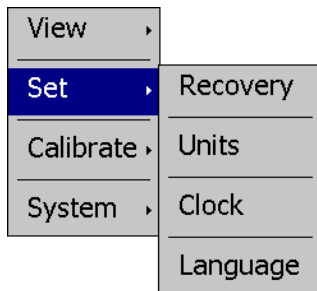 View
Set
Calibrate
System
Recovery
Units
Clock
Language